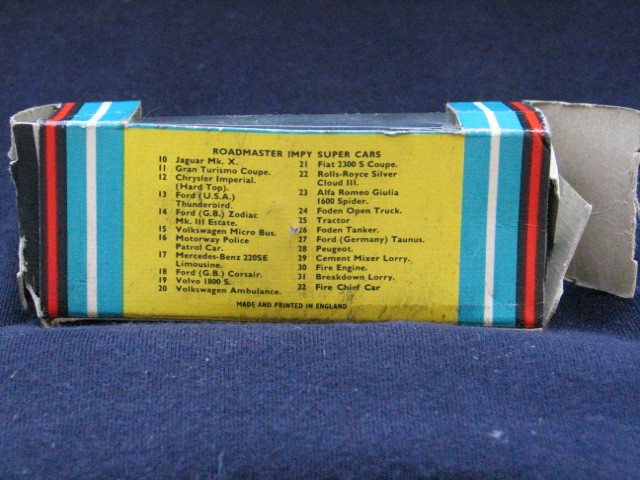 ROADMASTER IMPY SUPER CARS
10 Jaguar Mk. X.
11 Gran Turismo Coupe.
12 Chrysler Imperial.
(Hard Top).
13 Ford (U.S.A.)
Thunderbird.
14 Ford (G.B.) Zodiac
Mk. III Estate.
15 Volkswagen Micro Bus.
16 Motorway Police
Patrol Car.
17 Mercedes-Benz 220SE
Limousine.
18 Ford (G.B.) Corsair.
19 Volvo 1800 S.
20 Volkswagen Ambulance.
21 Fiat 2300 S Coupe.
22 Rolls-Royce Silver
Cloud III.
23 Alfa Romeo Giulia
1600 Spider.
24 Foden Open Truck.
25 Tractor
26 Foden Tanker.
27 Ford (Germany) Taunus.
28 Peugeot.
29 Cement Mixer Lorry.
30 Fire Engine.
31 Breakdown Lorry.
32 Fire Chief Car
MADE AND PRINTED IN ENGLAND